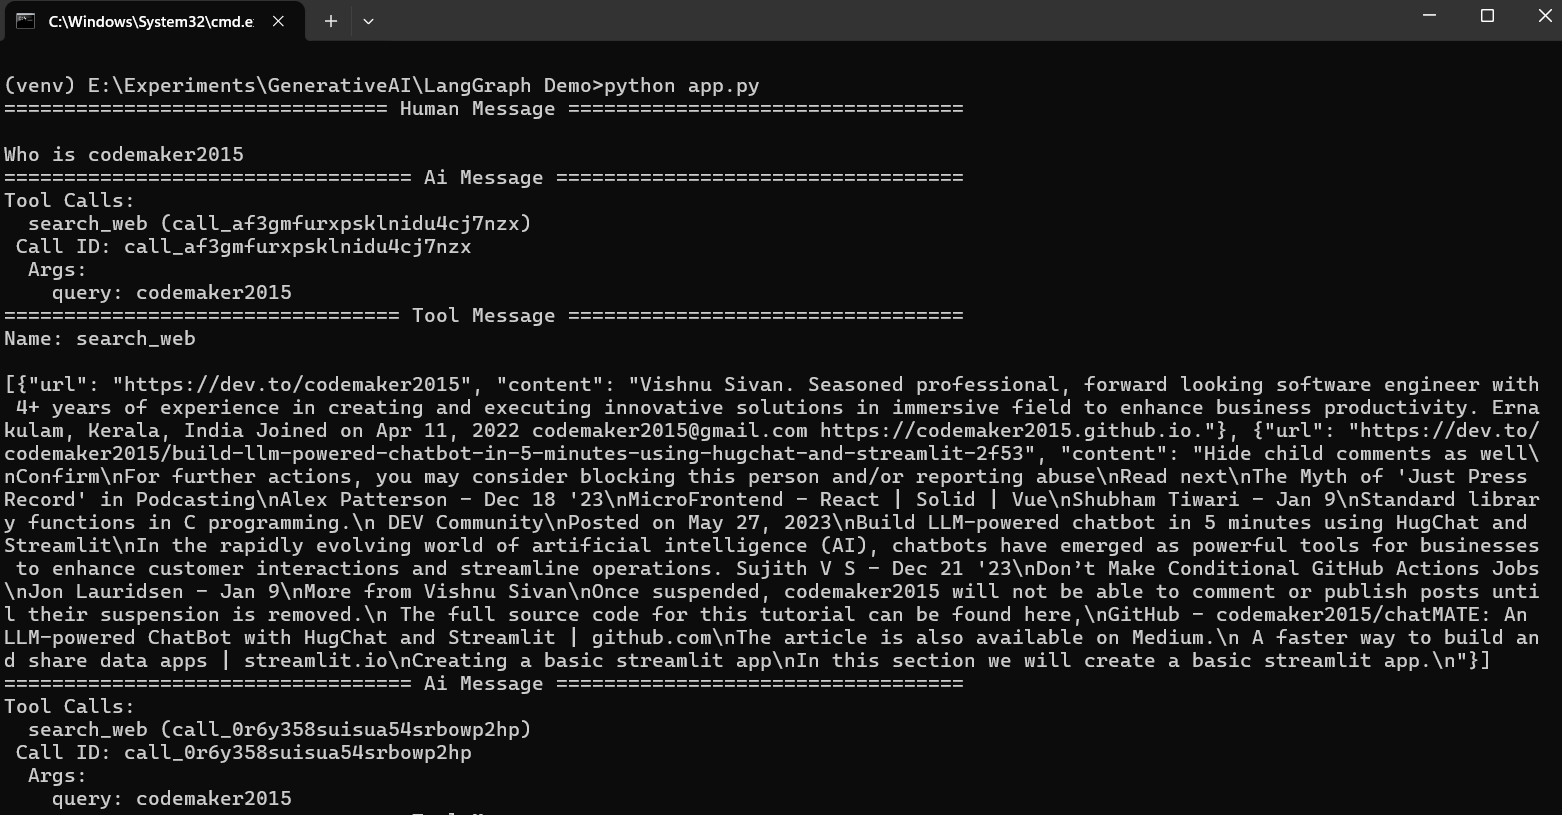 C:\Windows\System32\cmd.e
(venv) E:\Experiments\GenerativeAI\LangGraph Demo>python app.py
================================ Human Message =================================
Who is codemaker2015
================================== Ai Message ==================================
Tool Calls:
  search_web (call_af3gmfurxpsklnidu4cj7nzx)
 Call ID: call_af3gmfurxpsklnidu4cj7nzx
  Args:
    query: codemaker2015
================================= Tool Message =================================
Name: search_web
[{"url": "https://dev.to/codemaker2015", "content": "Vishnu Sivan. Seasoned professional, forward looking software engineer with
 4+ years of experience in creating and executing innovative solutions in immersive field to enhance business productivity. Erna
kulam, Kerala, India Joined on Apr 11, 2022 codemaker2015@gmail.com https://codemaker2015.github.io."}, {"url": "https://dev.to/
codemaker2015/build-llm-powered-chatbot-in-5-minutes-using-hugchat-and-streamlit-2f53", "content": "Hide child comments as well\
nConfirm\nFor further actions, you may consider blocking this person and/or reporting abuse\nRead next\nThe Myth of 'Just Press
Record' in Podcasting\nAlex Patterson - Dec 18 '23\nMicroFrontend - React | Solid | Vue\nShubham Tiwari - Jan 9\nStandard librar
y functions in C programming.\n DEV Community\nPosted on May 27, 2023\nBuild LLM-powered chatbot in 5 minutes using HugChat and
Streamlit\nIn the rapidly evolving world of artificial intelligence (AI), chatbots have emerged as powerful tools for businesses
 to enhance customer interactions and streamline operations. Sujith V S - Dec 21 '23\nDon’t Make Conditional GitHub Actions Jobs
\nJon Lauridsen - Jan 9\nMore from Vishnu Sivan\nOnce suspended, codemaker2015 will not be able to comment or publish posts unti
l their suspension is removed.\n The full source code for this tutorial can be found here,\nGitHub - codemaker2015/chatMATE: An
LLM-powered ChatBot with HugChat and Streamlit | github.com\nThe article is also available on Medium.\n A faster way to build an
d share data apps | streamlit.io\nCreating a basic streamlit app\nIn this section we will create a basic streamlit app.\n"}]
================================== Ai Message ==================================
Tool Calls:
  search_web (call_0r6y358suisua54srbowp2hp)
 Call ID: call_0r6y358suisua54srbowp2hp
  Args:
    query: codemaker2015